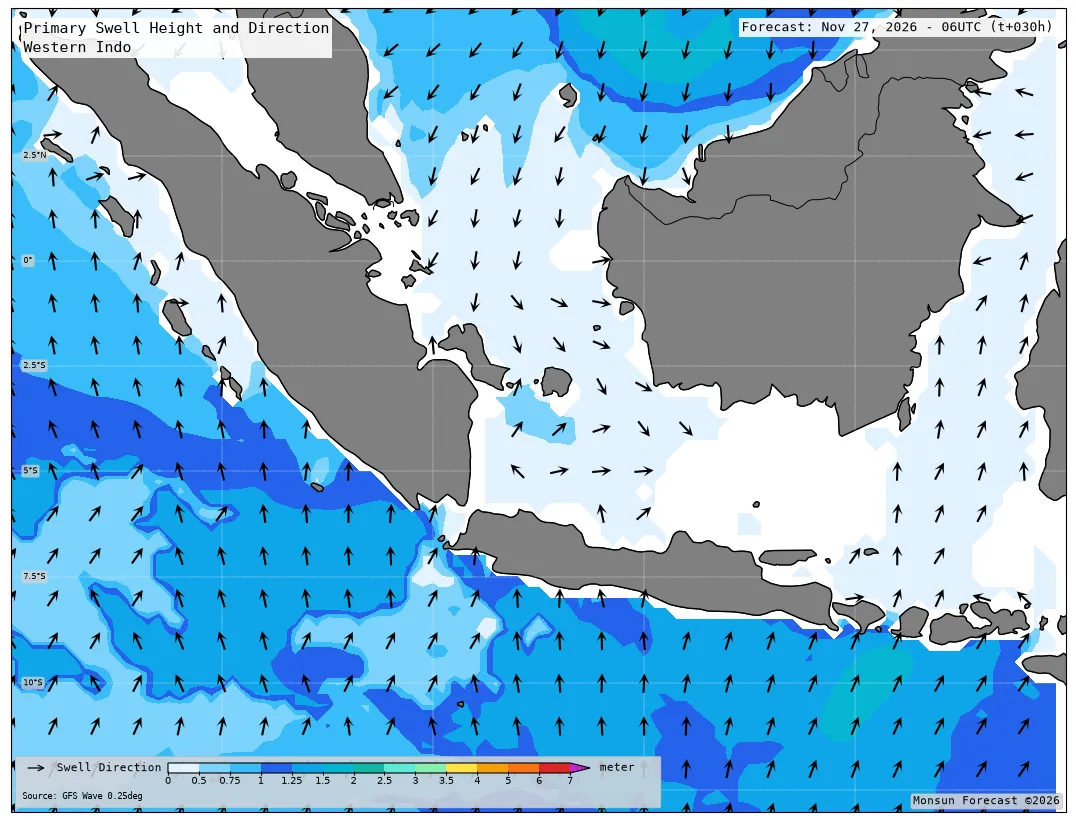 Primary Swell Height and Direction
Western Indo
Forecast: Nov 27, 2026 - 06UTC (t+030h)
2.5°N
0°
2.5°S
5°S
7.5°S
10°S
Swell Direction
meter
0 0.5 0.75 1 1.25 1.5 2 2.5 3 3.5 4 5 6 7
Source: GFS Wave 0.25deg
Monsun Forecast ©2026